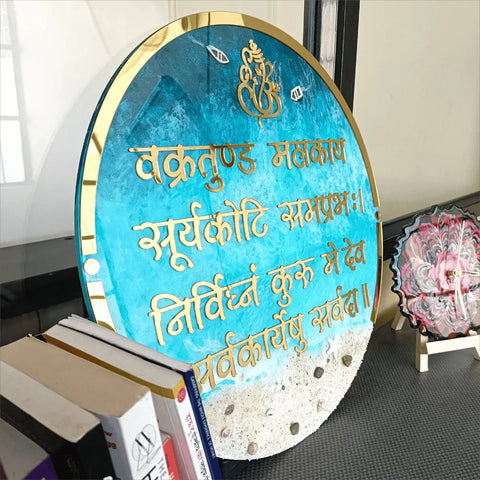 वक्रतुण्ड महाकाय
सूर्यकोटि समप्रभः।
निर्विघ्नं कुरु मे देव
सर्वकार्येषु सर्वदा॥